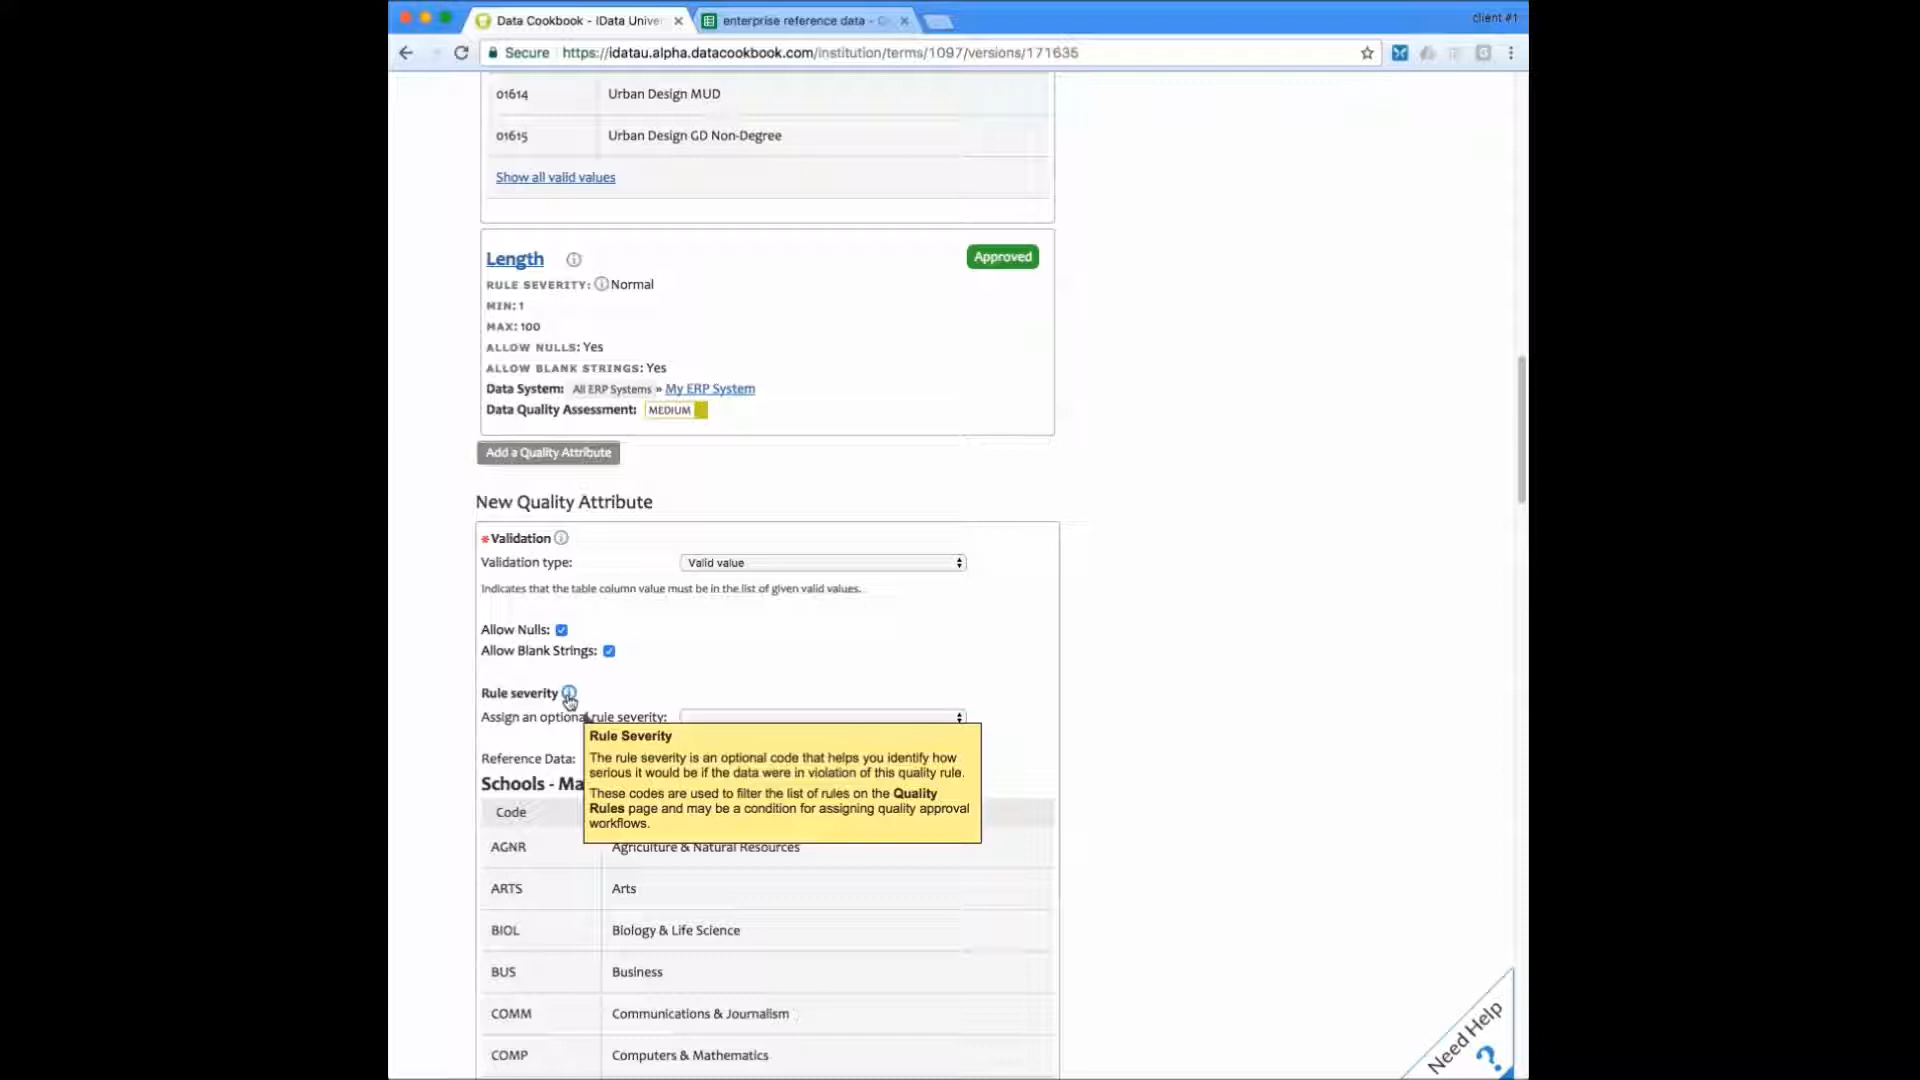 Data Cookbook - iData Univer
enterprise reference data -
client #1
Secure https://idatau.alpha.datacookbook.com/institution/terms/1097/versions/171635
01614 Urban Design MUD
01615 Urban Design GD Non-Degree
Show all valid values
Length
Approved
RULE SEVERITY: Normal
MIN: 1
MAX: 100
ALLOW NULLS: Yes
ALLOW BLANK STRINGS: Yes
Data System: All ERP Systems » My ERP System
Data Quality Assessment: MEDIUM
Add a Quality Attribute
New Quality Attribute
*Validation
Validation type: Valid value
Indicates that the table column value must be in the list of given valid values.
Allow Nulls:
Allow Blank Strings:
Rule severity
Assign an optional rule severity:
Rule Severity
The rule severity is an optional code that helps you identify how
serious it would be if the data were in violation of this quality rule.
These codes are used to filter the list of rules on the Quality
Rules page and may be a condition for assigning quality approval
workflows.
Reference Data:
Schools - Ma
Code
AGNR Agriculture & Natural Resources
ARTS Arts
BIOL Biology & Life Science
BUS Business
COMM Communications & Journalism
COMP Computers & Mathematics
Need Help
?